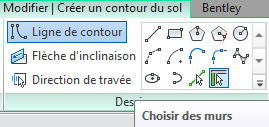 Modifier | Créer un contour du sol
Bentley
Ligne de contour
Flèche d'inclinaison
Direction de travée
Choisir des murs